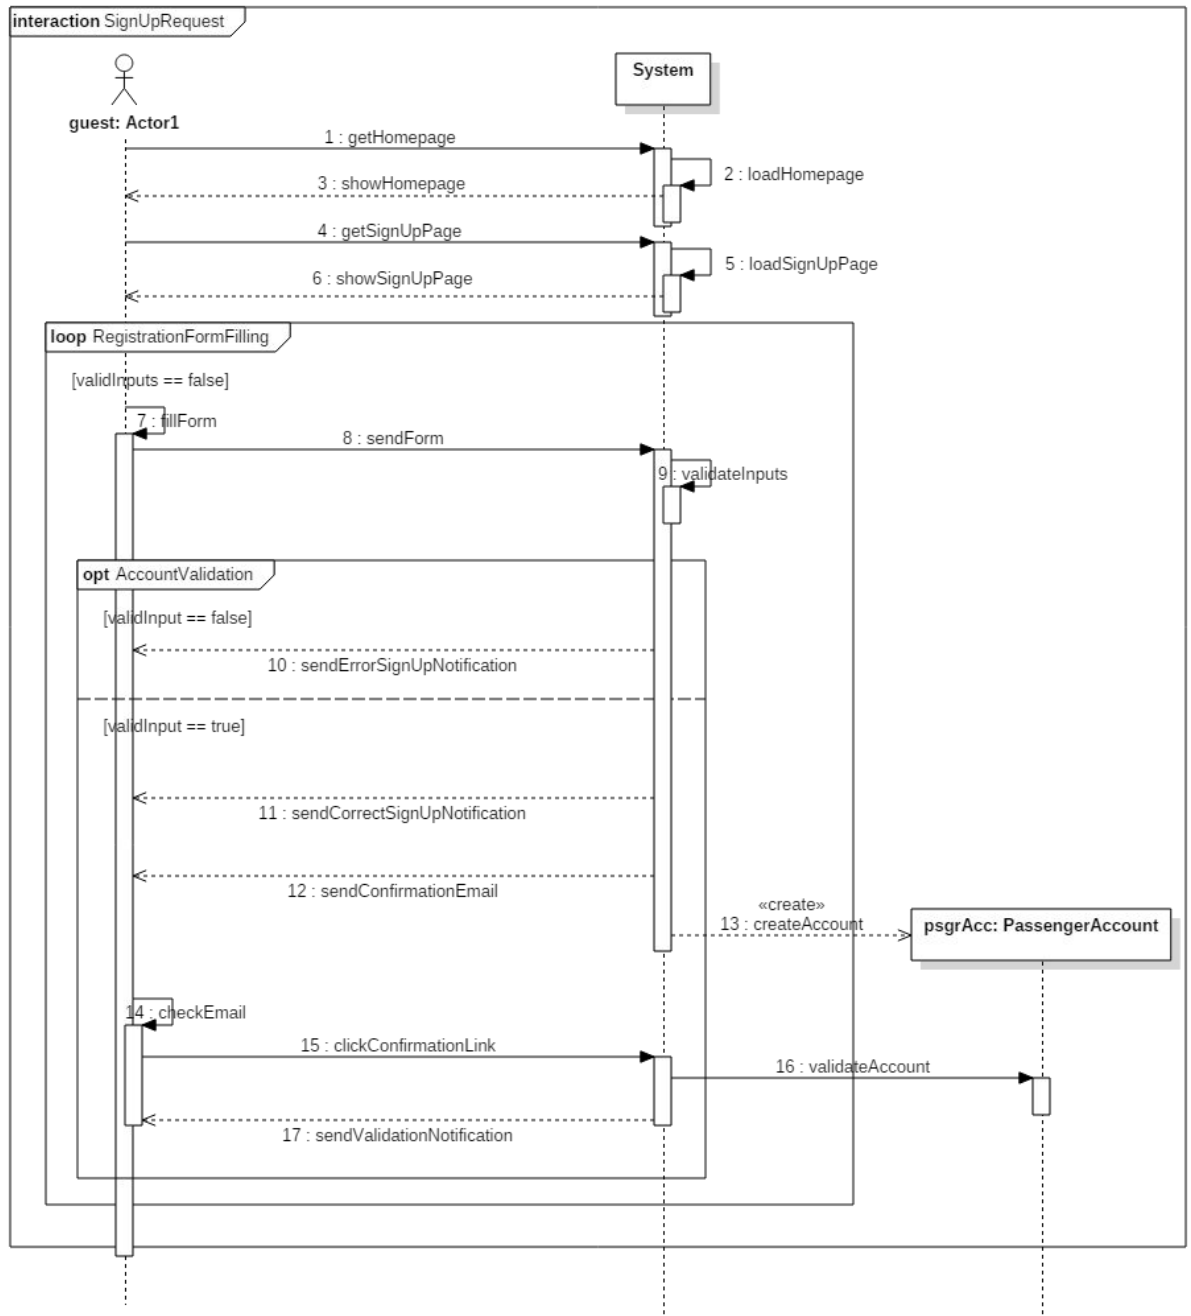 interaction SignUpRequest
System
guest: Actor1
1 : getHomepage
2 : loadHomepage
3 : showHomepage
4 : getSignUpPage
5 : loadSignUpPage
6 : showSignUpPage
loop RegistrationFormFilling
[validInputs == false]
7 : fillForm
8 : sendForm
9 : validateInputs
opt AccountValidation
[validInput == false]
10 : sendErrorSignUpNotification
[validInput == true]
11 : sendCorrectSignUpNotification
12 : sendConfirmationEmail
«create»
13 : createAccount
psgrAcc: PassengerAccount
14 : checkEmail
15 : clickConfirmationLink
16 : validateAccount
17 : sendValidationNotification